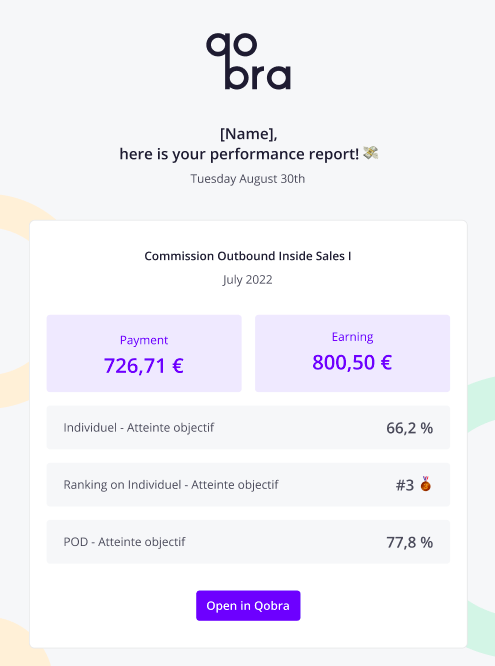 qo
bra
[Name],
here is your performance report! 💸
Tuesday August 30th
Commission Outbound Inside Sales I
July 2022
Payment
726,71 €
Earning
800,50 €
Individuel - Atteinte objectif
66,2 %
Ranking on Individuel - Atteinte objectif
#3 🏅
POD - Atteinte objectif
77,8 %
Open in Qobra